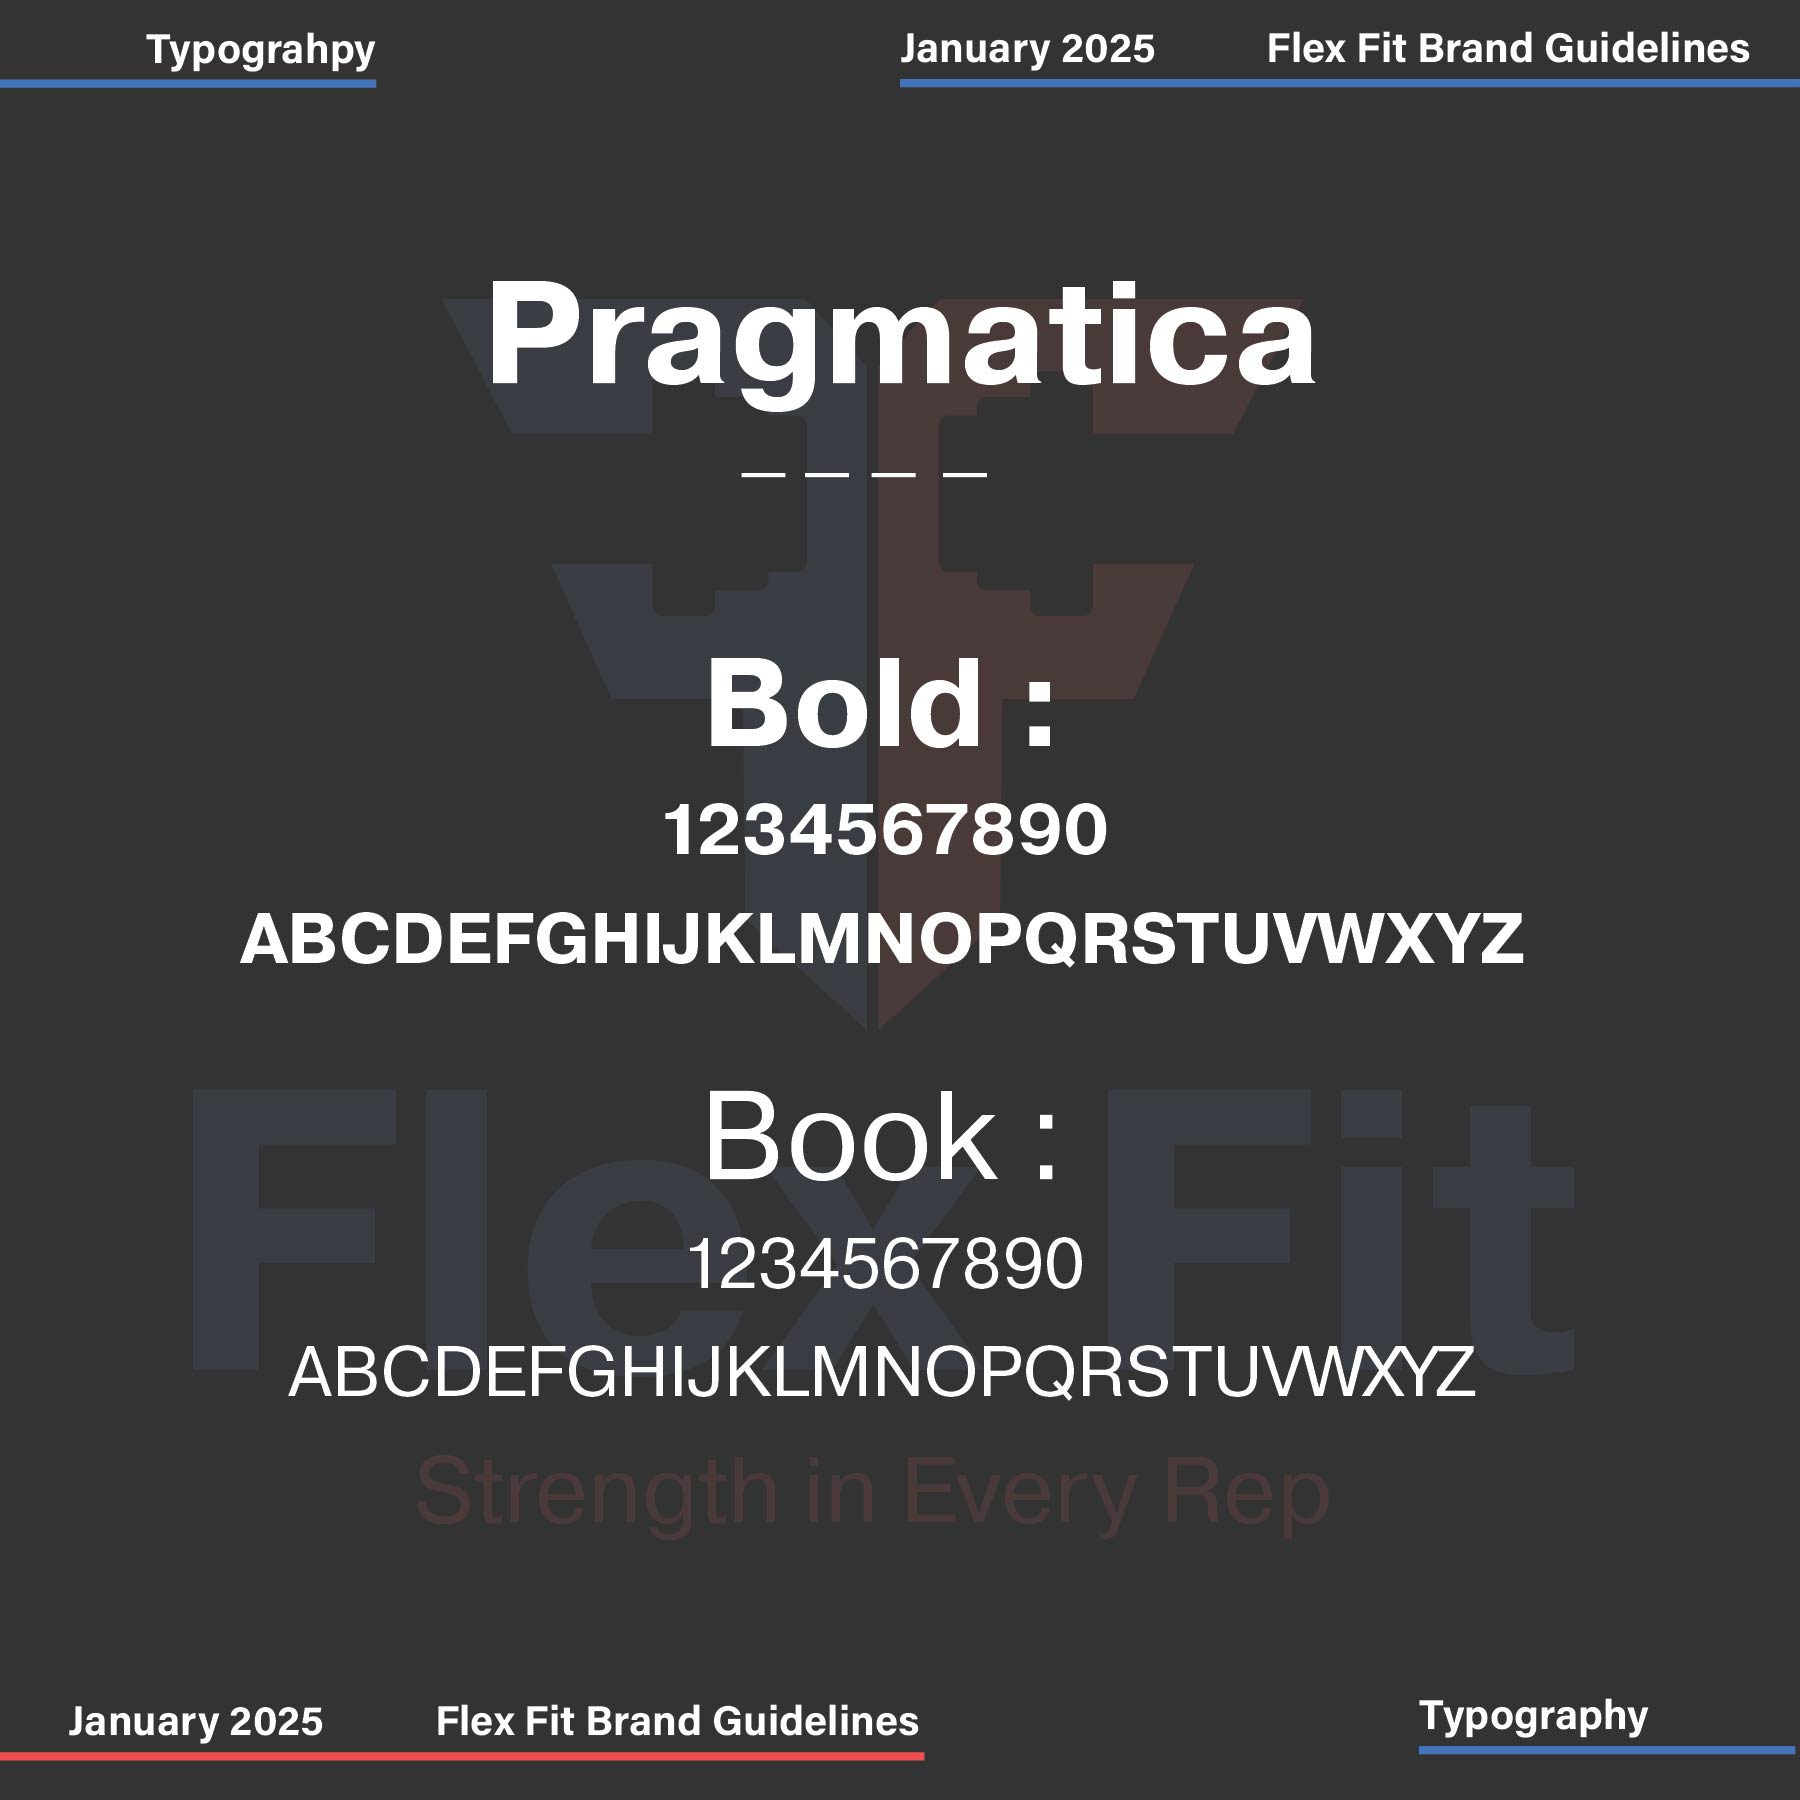 Typograhpy
January 2025 Flex Fit Brand Guidelines
Pragmatica
— — — —
Bold :
1234567890
ABCDEFGHIJKLMNOPQRSTUVWXYZ
Book :
Flex Fit
1234567890
ABCDEFGHIJKLMNOPQRSTUVWXYZ
Strength in Every Rep
January 2025 Flex Fit Brand Guidelines
Typography